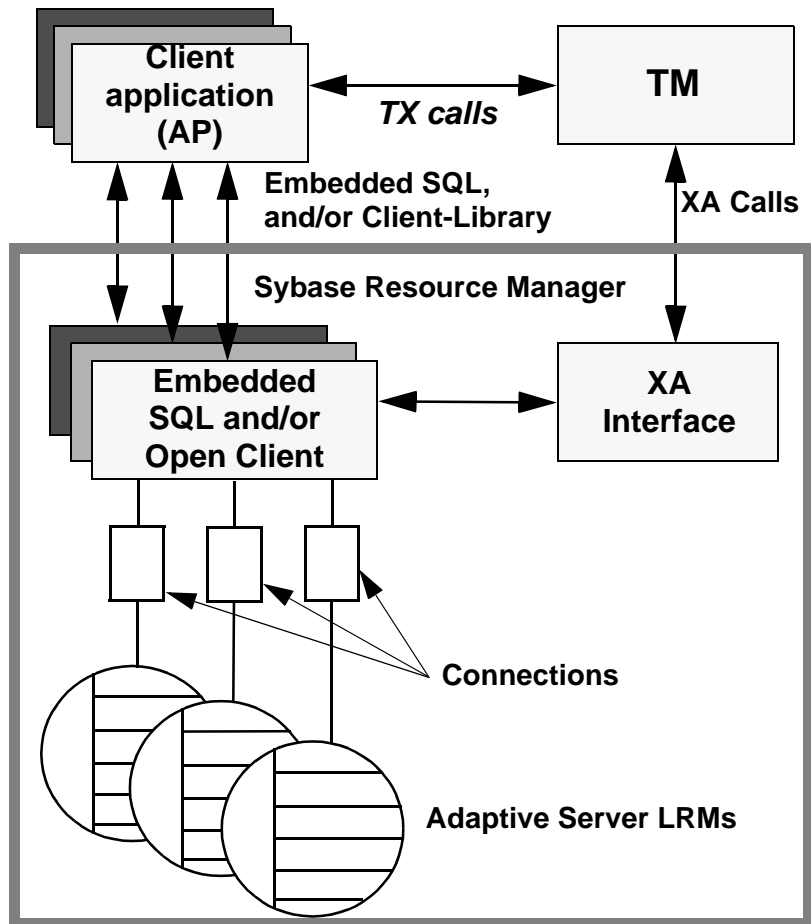 Client
application
(AP)
TM
TX calls
Embedded SQL,
and/or Client-Library
XA Calls
Sybase Resource Manager
Embedded
SQL and/or
Open Client
XA
Interface
Connections
Adaptive Server LRMs